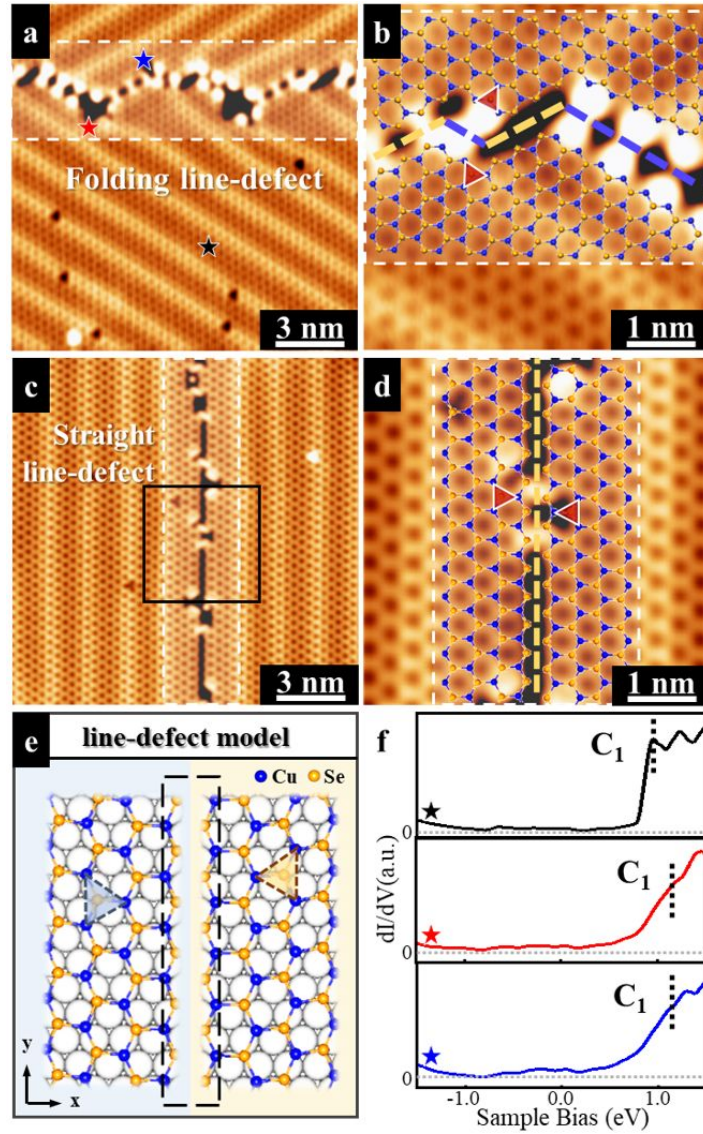 a
Folding line-defect
3 nm
b
1 nm
c
Straight
line-defect
3 nm
d
1 nm
e
line-defect model
Cu
Se
y
x
f
C1
0
C1
0
C1
0
dI/dV(a.u.)
-1.0
0.0
1.0
Sample Bias (eV)